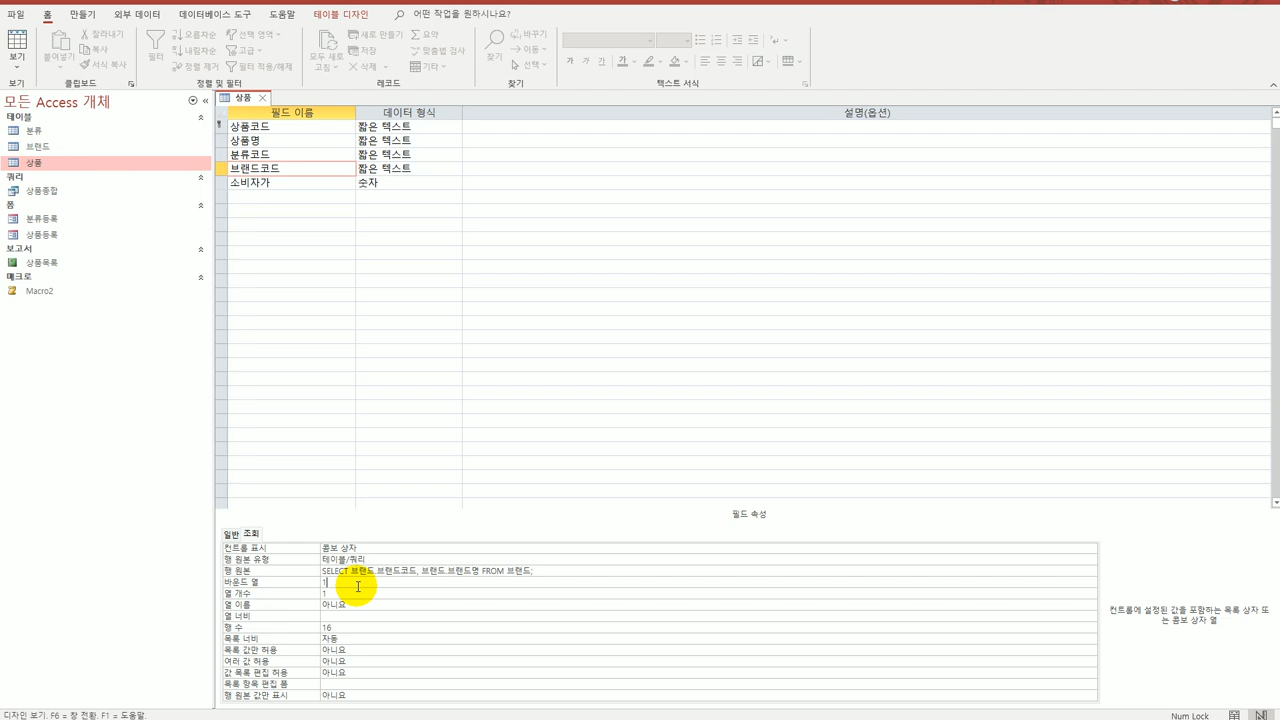 파일 홈 만들기 외부 데이터 데이터베이스 도구 도움말 테이블 디자인 어떤 작업을 원하시나요?
보기
붙여넣기
잘라내기
복사
서식 복사
클립보드
필터
오름차순
내림차순
정렬 제거
선택 영역
고급
필터 적용/해제
정렬 및 필터
모두 새로 고침
새로 만들기
저장
삭제
요약
맞춤법 검사
기타
레코드
찾기
바꾸기
이동
선택
찾기
가 가 가
텍스트 서식
모든 Access 개체
테이블
분류
브랜드
상품
쿼리
상품종합
폼
분류등록
상품등록
보고서
상품목록
매크로
Macro2
상품
필드 이름 데이터 형식 설명(옵션)
상품코드 짧은 텍스트
상품명 짧은 텍스트
분류코드 짧은 텍스트
브랜드코드 짧은 텍스트
소비자가 숫자
필드 속성
일반 조회
컨트롤 표시 콤보 상자
행 원본 유형 테이블/쿼리
행 원본 SELECT 브랜드.브랜드코드, 브랜드.브랜드명 FROM 브랜드;
바운드 열 1
열 개수 1
열 이름 아니요
열 너비
행 수 16
목록 너비 자동
목록 값만 허용 아니요
여러 값 허용 아니요
값 목록 편집 허용 아니요
목록 항목 편집 폼
행 원본 값만 표시 아니요
컨트롤에 설정된 값을 포함하는 목록 상자 또
는 콤보 상자 열
디자인 보기. F6 = 창 전환. F1 = 도움말.
Num Lock